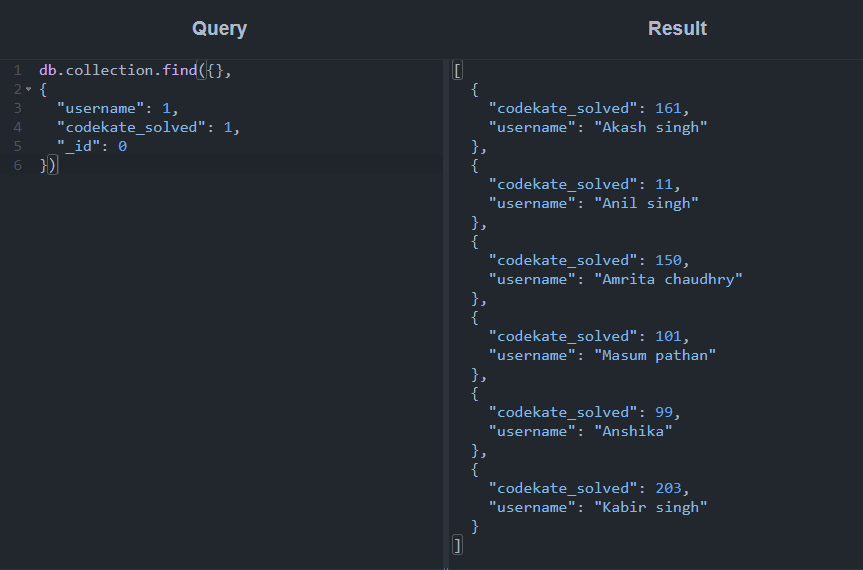 Query
1 db.collection.find({},
2 {
3 "username": 1,
4 "codekate_solved": 1,
5 "_id": 0
6 })
Result
[
{
"codekate_solved": 161,
"username": "Akash singh"
},
{
"codekate_solved": 11,
"username": "Anil singh"
},
{
"codekate_solved": 150,
"username": "Amrita chaudhry"
},
{
"codekate_solved": 101,
"username": "Masum pathan"
},
{
"codekate_solved": 99,
"username": "Anshika"
},
{
"codekate_solved": 203,
"username": "Kabir singh"
}
]